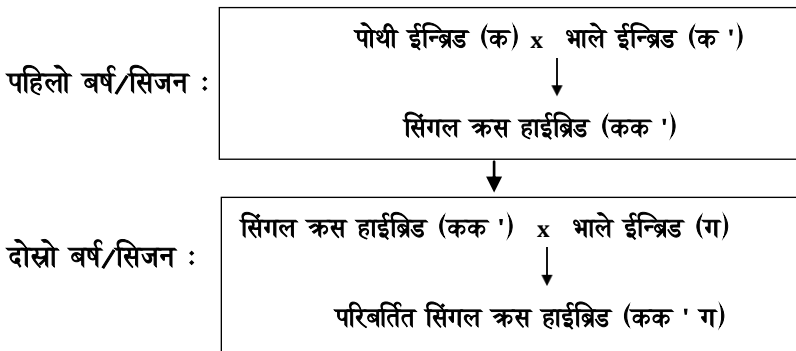 पोथी ईन्ब्रिड (क) x भाले ईन्ब्रिड (क ')
पहिलो बर्ष/सिजन :
सिंगल क्रस हाईब्रिड (कक ')
सिंगल क्रस हाईब्रिड (कक ') x भाले ईन्ब्रिड (ग)
दोस्रो बर्ष/सिजन :
परिबर्तित सिंगल क्रस हाईब्रिड (कक ' ग)